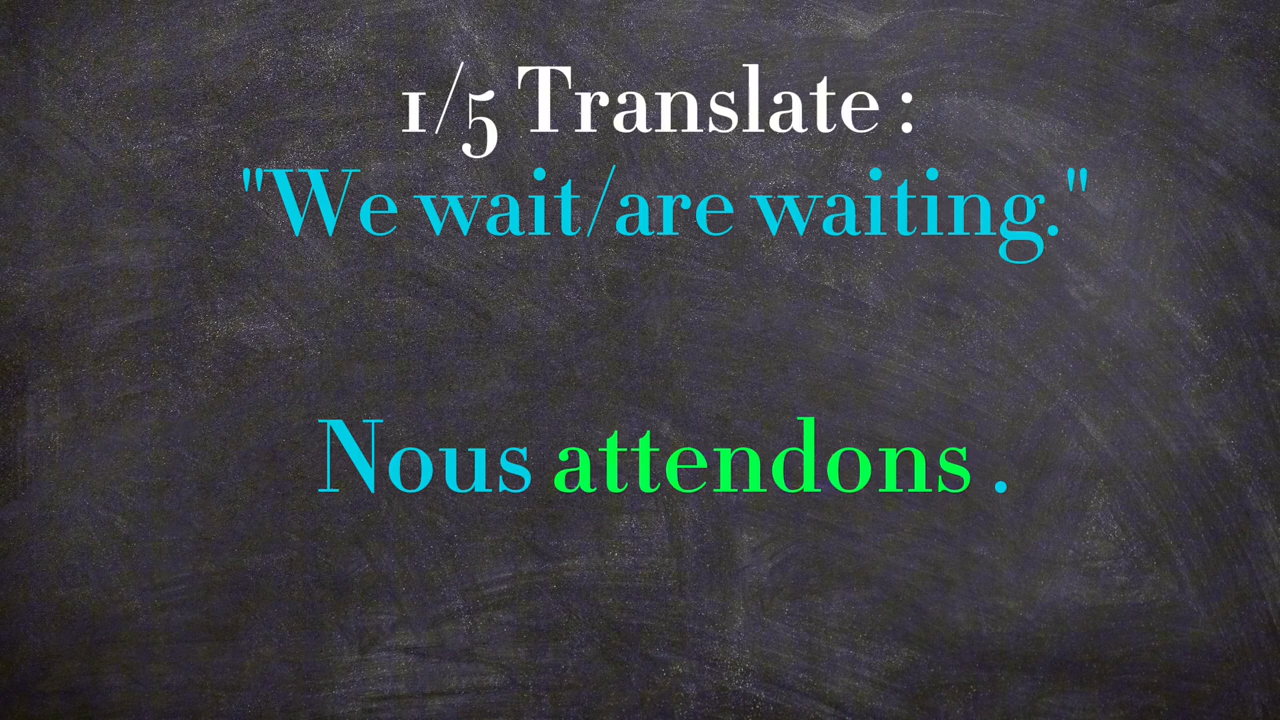 1/5 Translate :
"We wait/are waiting."
Nous attendons .